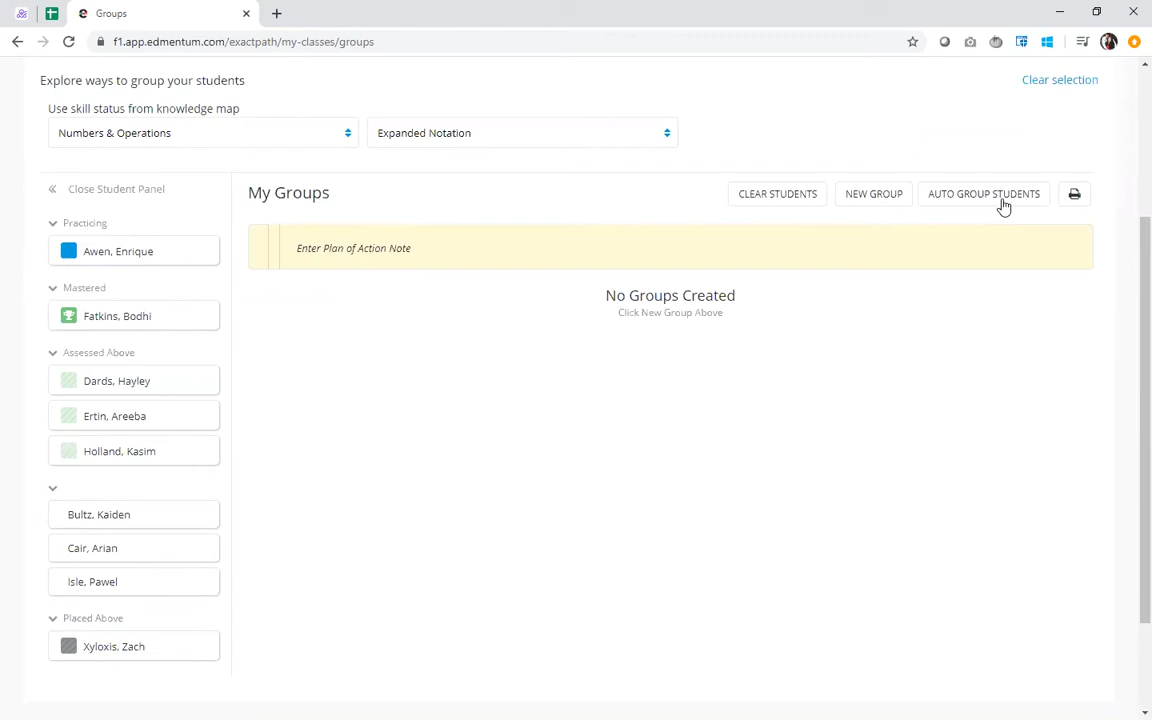 Groups
f1.app.edmentum.com/exactpath/my-classes/groups
Explore ways to group your students
Clear selection
Use skill status from knowledge map
Numbers & Operations
Expanded Notation
Close Student Panel
My Groups
CLEAR STUDENTS
NEW GROUP
AUTO GROUP STUDENTS
Practicing
Awen, Enrique
Enter Plan of Action Note
Mastered
No Groups Created
Click New Group Above
Fatkins, Bodhi
Assessed Above
Dards, Hayley
Ertin, Areeba
Holland, Kasim
Bultz, Kaiden
Cair, Arian
Isle, Pawel
Placed Above
Xyloxis, Zach